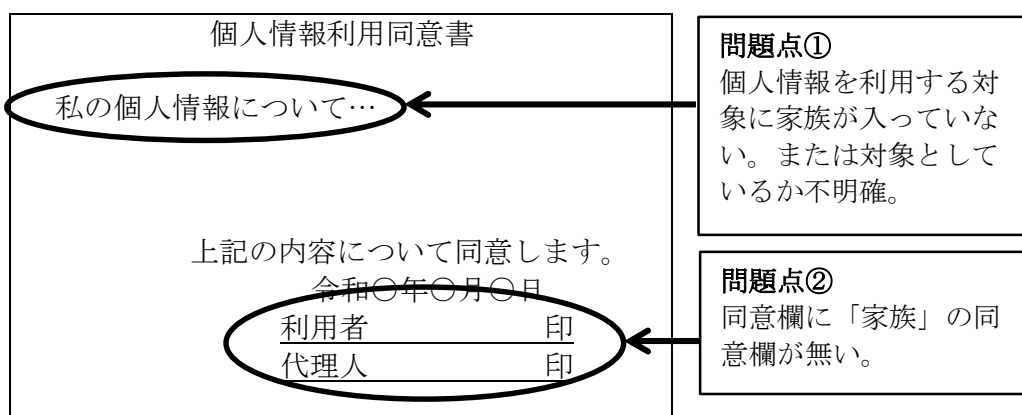 個人情報利用同意書
私の個人情報について…
上記の内容について同意します。
令和○年○月○日
利用者　　　　　　　印
代理人　　　　　　　印
問題点①
個人情報を利用する対
象に家族が入っていな
い。または対象として
いるか不明確。
問題点②
同意欄に「家族」の同
意欄が無い。